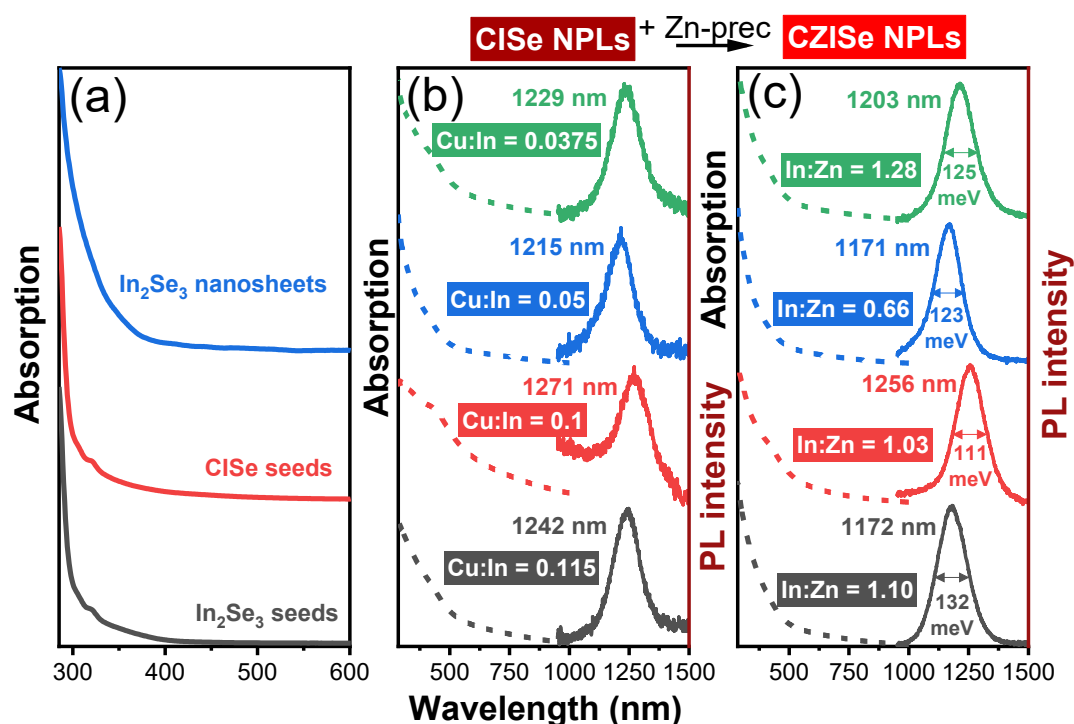 CISe NPLs + Zn-prec CZISe NPLs
(a)
Absorption
In₂Se₃ nanosheets
CISe seeds
In₂Se₃ seeds
300 400 500 600
(b)
Absorption
1229 nm
Cu:In = 0.0375
1215 nm
Cu:In = 0.05
1271 nm
Cu:In = 0.1
1242 nm
Cu:In = 0.115
PL intensity
500 750 1000 1250 1500
(c)
Absorption
1203 nm
In:Zn = 1.28
125
meV
1171 nm
In:Zn = 0.66
123
meV
1256 nm
In:Zn = 1.03
111
meV
1172 nm
In:Zn = 1.10
132
meV
PL intensity
500 750 1000 1250 1500
Wavelength (nm)